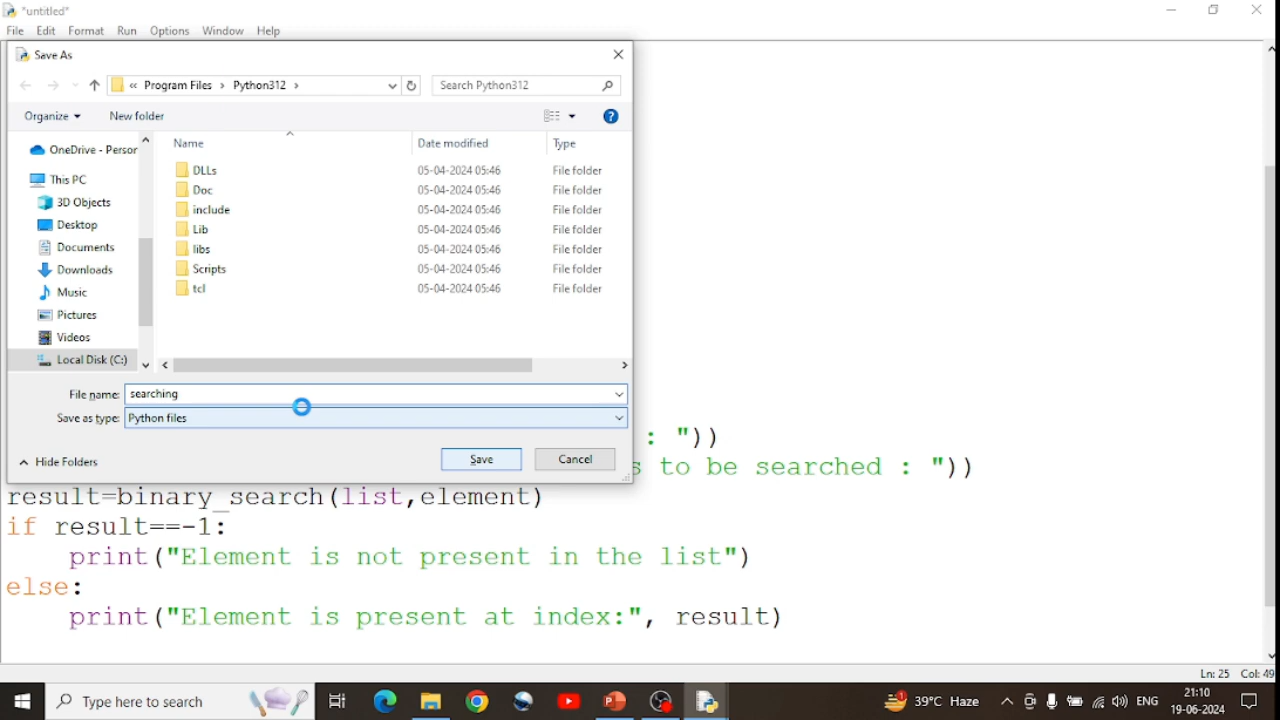 *untitled*
File Edit Format Run Options Window Help
Save As
« Program Files › Python312 ›
Search Python312
Organize
New folder
Name Date modified Type
OneDrive - Person
This PC
3D Objects
Desktop
Documents
Downloads
Music
Pictures
Videos
Local Disk (C:)
DLLs 05-04-2024 05:46 File folder
Doc 05-04-2024 05:46 File folder
include 05-04-2024 05:46 File folder
Lib 05-04-2024 05:46 File folder
libs 05-04-2024 05:46 File folder
Scripts 05-04-2024 05:46 File folder
tcl 05-04-2024 05:46 File folder
File name: searching
Save as type: Python files
Hide Folders
Save
Cancel
: "))
s to be searched : "))
result=binary_search(list,element)
if result==-1:
    print("Element is not present in the list")
else:
    print("Element is present at index:", result)
Ln: 25 Col: 49
Type here to search
39°C Haze
ENG
21:10
19-06-2024